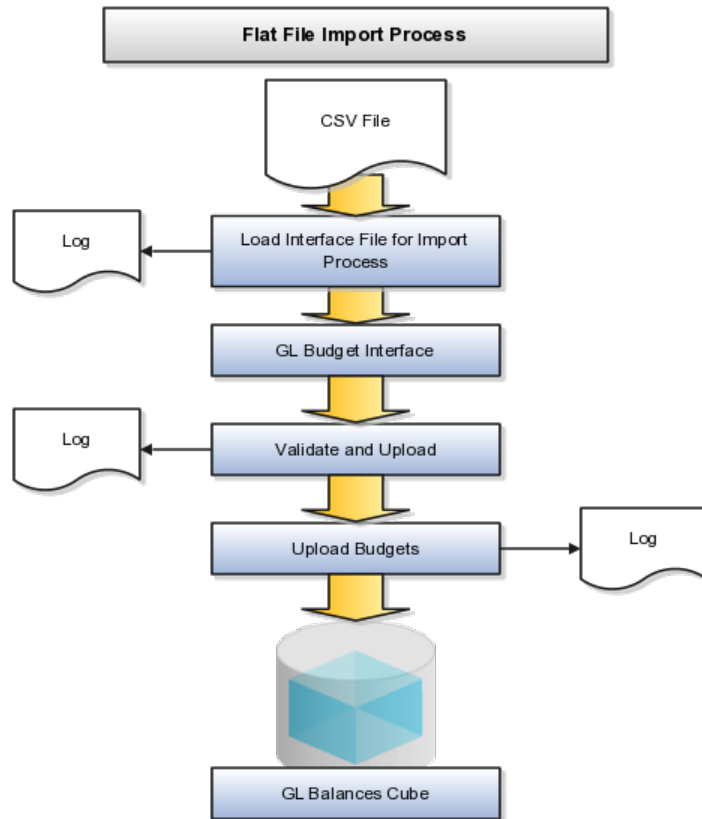 Flat File Import Process
CSV File
Log
Load Interface File for Import
Process
GL Budget Interface
Log
Validate and Upload
Upload Budgets
Log
GL Balances Cube